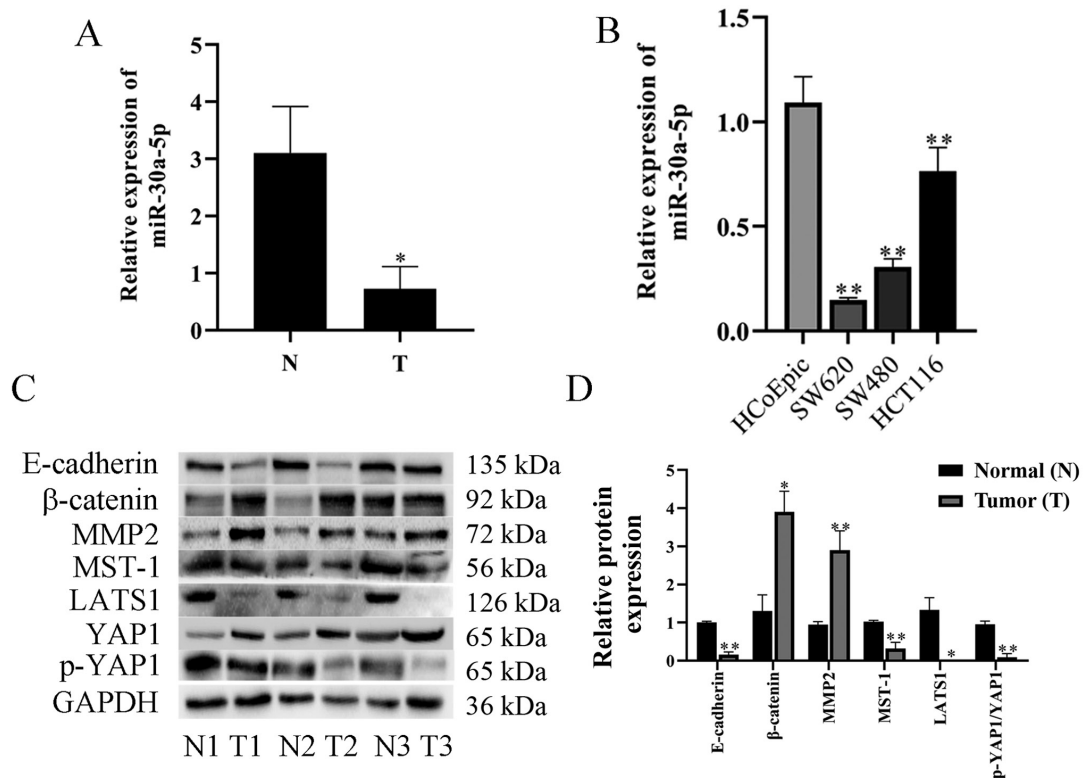 A
Relative expression of
miR-30a-5p
5
4
3
2
1
0
*
N
T
B
Relative expression of
miR-30a-5p
1.5
1.0
0.5
0.0
**
**
**
HCoEpic
SW620
SW480
HCT116
C
E-cadherin 135 kDa
β-catenin 92 kDa
MMP2 72 kDa
MST-1 56 kDa
LATS1 126 kDa
YAP1 65 kDa
p-YAP1 65 kDa
GAPDH 36 kDa
N1 T1 N2 T2 N3 T3
D
Relative protein
expression
5
4
3
2
1
0
Normal (N)
Tumor (T)
**
*
**
**
*
**
E-cadherin
β-catenin
MMP2
MST-1
LATS1
p-YAP1/YAP1